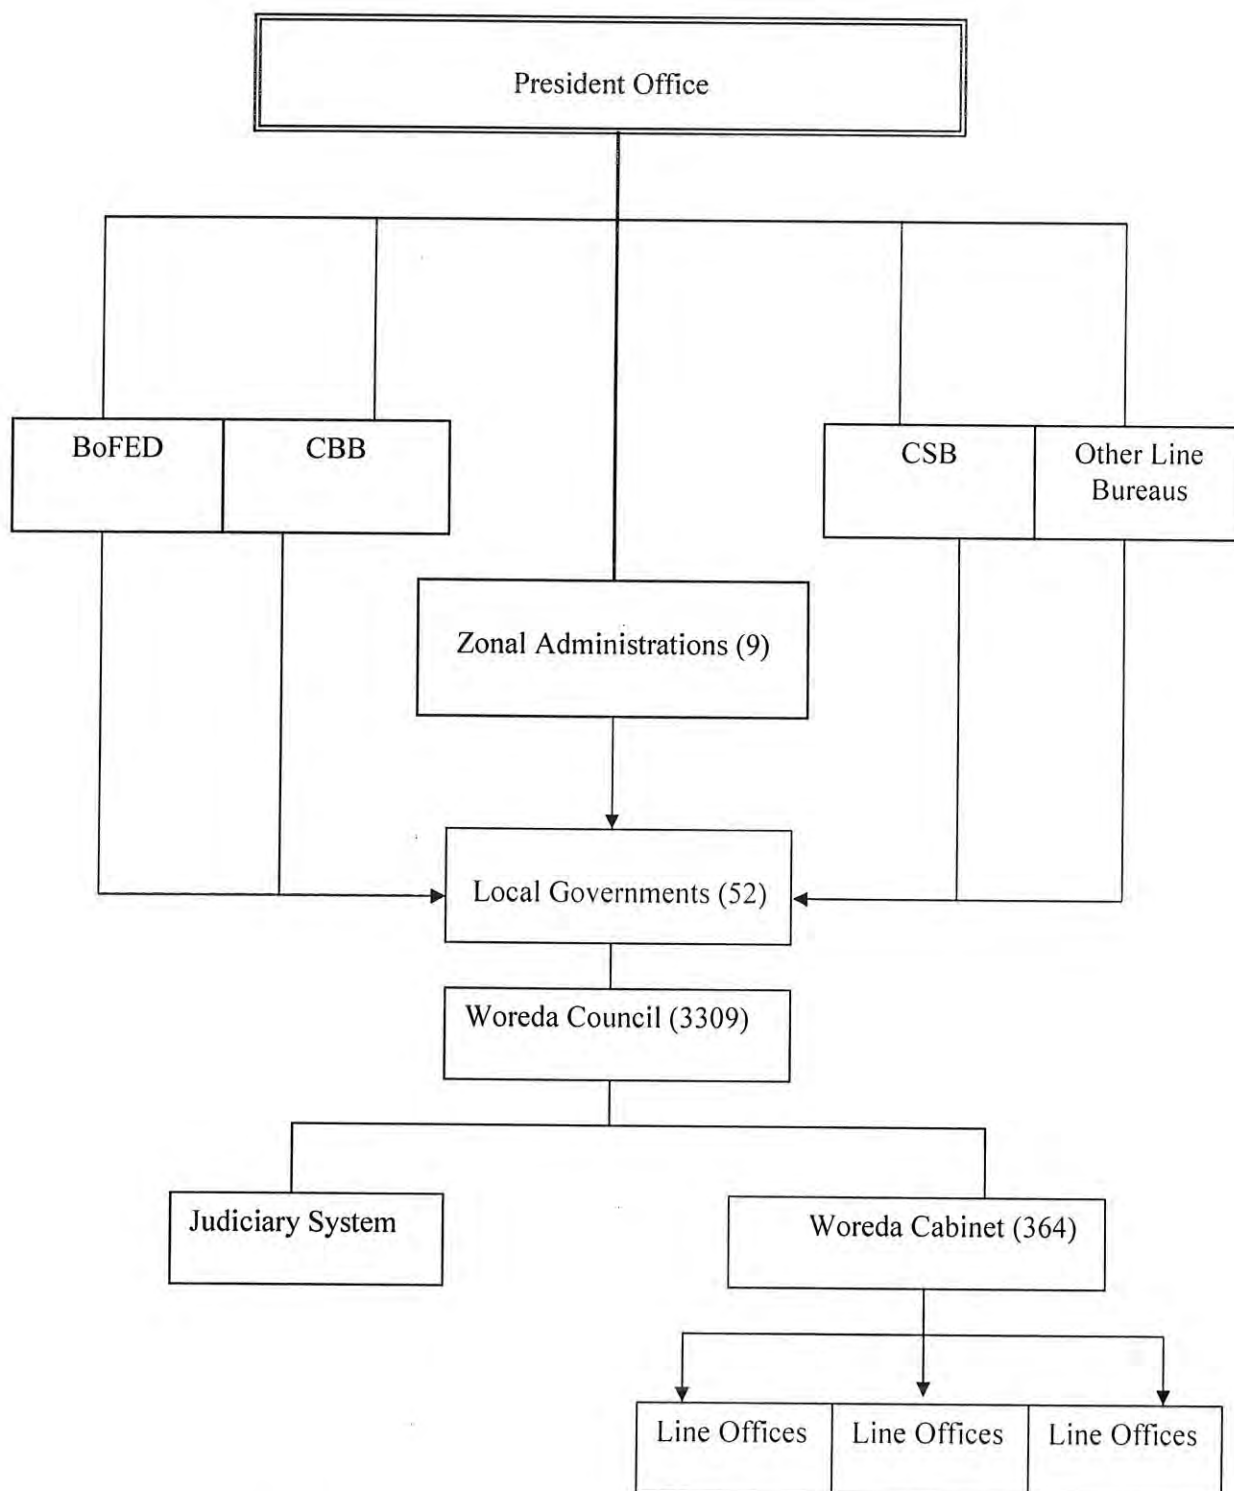 President Office
BoFED
CBB
CSB
Other Line
Bureaus
Zonal Administrations (9)
Local Governments (52)
Woreda Council (3309)
Judiciary System
Woreda Cabinet (364)
Line Offices
Line Offices
Line Offices